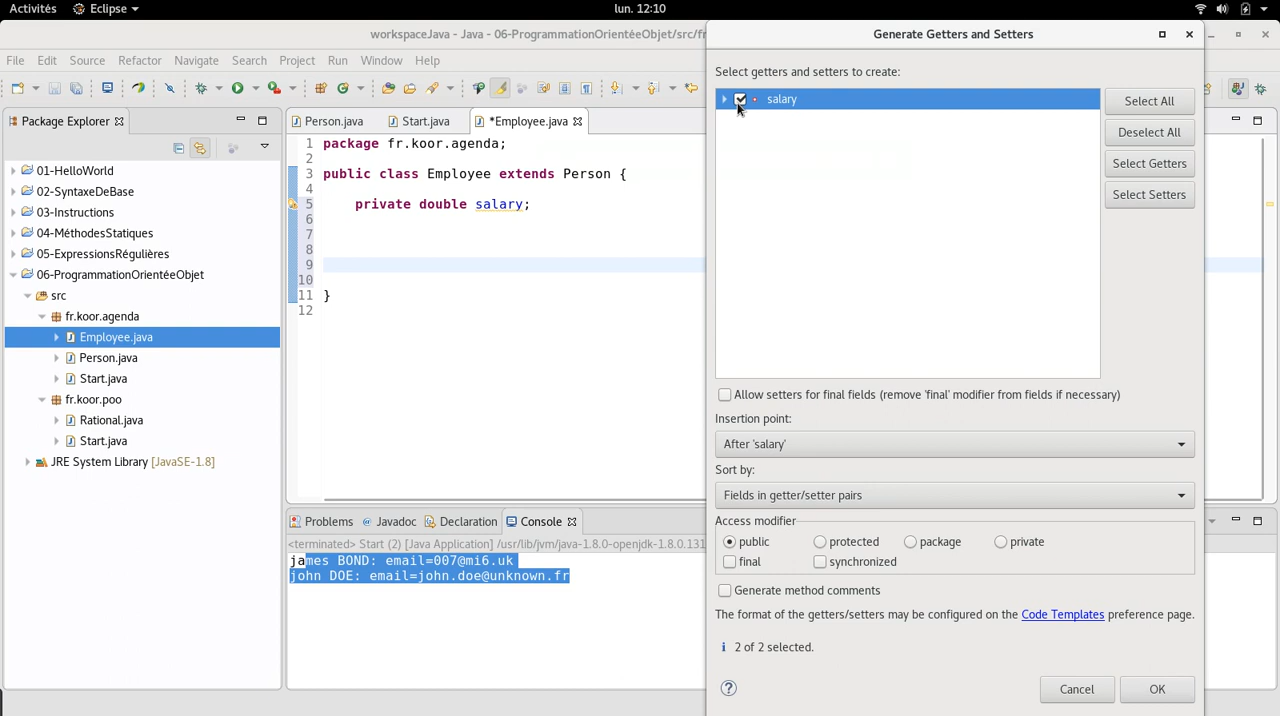 Activités Eclipse lun. 12:10
workspaceJava - Java - 06-ProgrammationOrientéeObjet/src/fr
Generate Getters and Setters
File Edit Source Refactor Navigate Search Project Run Window Help
Select getters and setters to create:
salary
Select All
Deselect All
Select Getters
Select Setters
Package Explorer
Person.java Start.java *Employee.java
01-HelloWorld
02-SyntaxeDeBase
03-Instructions
04-MéthodesStatiques
05-ExpressionsRégulières
06-ProgrammationOrientéeObjet
src
fr.koor.agenda
Employee.java
Person.java
Start.java
fr.koor.poo
Rational.java
Start.java
JRE System Library [JavaSE-1.8]
1 package fr.koor.agenda;
2
3 public class Employee extends Person {
4
5 private double salary;
6
7
8
9
10
11 }
12
Allow setters for final fields (remove 'final' modifier from fields if necessary)
Insertion point:
After 'salary'
Sort by:
Fields in getter/setter pairs
Access modifier
public protected package private
final synchronized
Generate method comments
The format of the getters/setters may be configured on the Code Templates preference page.
2 of 2 selected.
Cancel OK
Problems Javadoc Declaration Console
<terminated> Start (2) [Java Application] /usr/lib/jvm/java-1.8.0-openjdk-1.8.0.131
james BOND: email=007@mi6.uk
john DOE: email=john.doe@unknown.fr